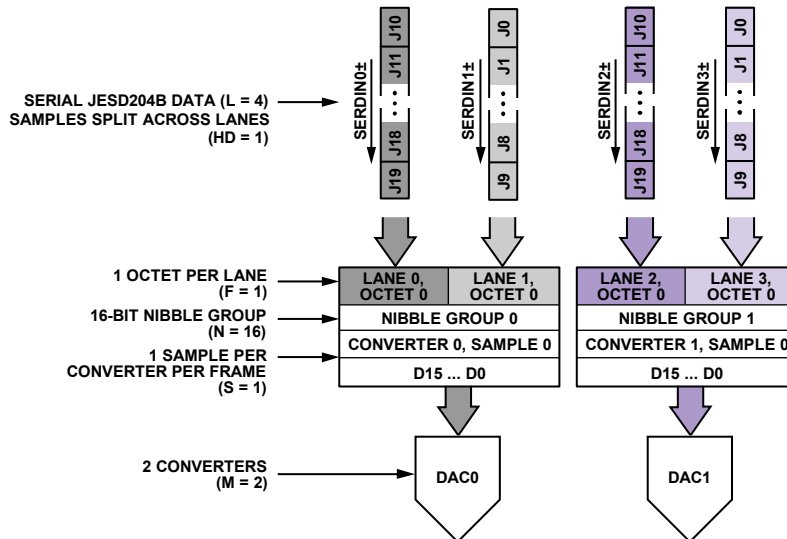 J10
J11
J18
J19
SERDIN0±
J0
J1
J8
J9
SERDIN1±
J10
J11
J18
J19
SERDIN2±
J0
J1
J8
J9
SERDIN3±
SERIAL JESD204B DATA (L = 4)
SAMPLES SPLIT ACROSS LANES
(HD = 1)
1 OCTET PER LANE
(F = 1)
LANE 0,
OCTET 0
LANE 1,
OCTET 0
LANE 2,
OCTET 0
LANE 3,
OCTET 0
16-BIT NIBBLE GROUP
(N = 16)
NIBBLE GROUP 0
NIBBLE GROUP 1
1 SAMPLE PER
CONVERTER PER FRAME
(S = 1)
CONVERTER 0, SAMPLE 0
CONVERTER 1, SAMPLE 0
D15 ... D0
D15 ... D0
2 CONVERTERS
(M = 2)
DAC0
DAC1